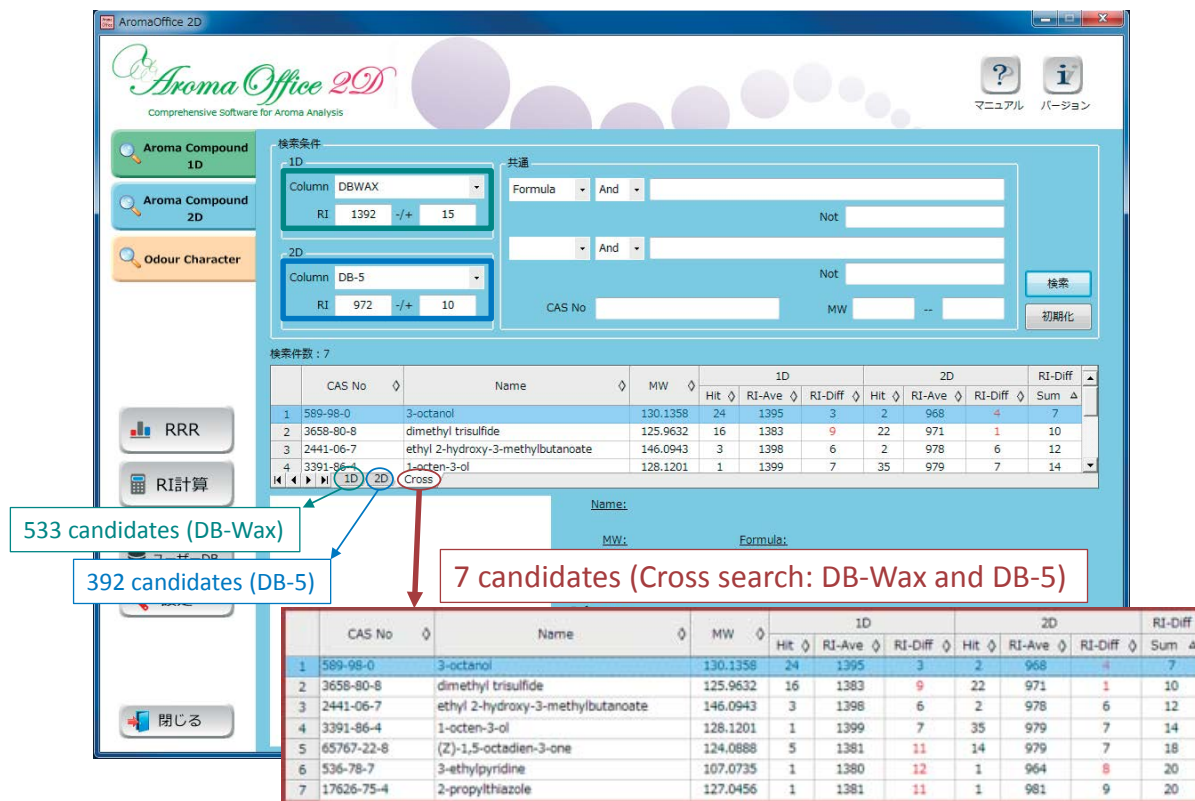 AromaOffice 2D
Aroma Office 2D
Comprehensive Software for Aroma Analysis
マニュアル
バージョン
Aroma Compound
1D
Aroma Compound
2D
Odour Character
検索条件
1D
Column DBWAX
RI 1392 -/+ 15
2D
Column DB-5
RI 972 -/+ 10
共通
Formula And
Not
And
Not
CAS No MW --
検索
初期化
検索件数 : 7
CAS No Name MW 1D 2D RI-Diff
Hit RI-Ave RI-Diff Hit RI-Ave RI-Diff Sum
1 589-98-0 3-octanol 130.1358 24 1395 3 2 968 4 7
2 3658-80-8 dimethyl trisulfide 125.9632 16 1383 9 22 971 1 10
3 2441-06-7 ethyl 2-hydroxy-3-methylbutanoate 146.0943 3 1398 6 2 978 6 12
4 3391-86-4 1-octen-3-ol 128.1201 1 1399 7 35 979 7 14
1D 2D Cross
RRR
RI計算
閉じる
Name:
MW: Formula:
533 candidates (DB-Wax)
392 candidates (DB-5)
7 candidates (Cross search: DB-Wax and DB-5)
CAS No Name MW 1D 2D RI-Diff
Hit RI-Ave RI-Diff Hit RI-Ave RI-Diff Sum
1 589-98-0 3-octanol 130.1358 24 1395 3 2 968 4 7
2 3658-80-8 dimethyl trisulfide 125.9632 16 1383 9 22 971 1 10
3 2441-06-7 ethyl 2-hydroxy-3-methylbutanoate 146.0943 3 1398 6 2 978 6 12
4 3391-86-4 1-octen-3-ol 128.1201 1 1399 7 35 979 7 14
5 65767-22-8 (Z)-1,5-octadien-3-one 124.0888 5 1381 11 14 979 7 18
6 536-78-7 3-ethylpyridine 107.0735 1 1380 12 1 964 8 20
7 17626-75-4 2-propylthiazole 127.0456 1 1381 11 1 981 9 20